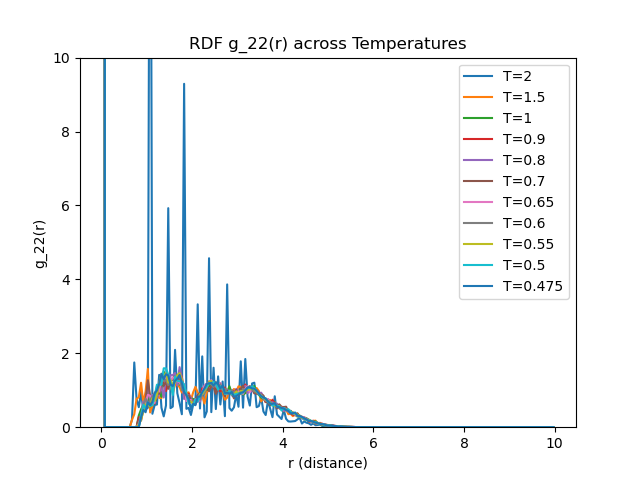 RDF g_22(r) across Temperatures
10
8
6
4
2
0
g_22(r)
0 2 4 6 8 10
r (distance)
T=2
T=1.5
T=1
T=0.9
T=0.8
T=0.7
T=0.65
T=0.6
T=0.55
T=0.5
T=0.475